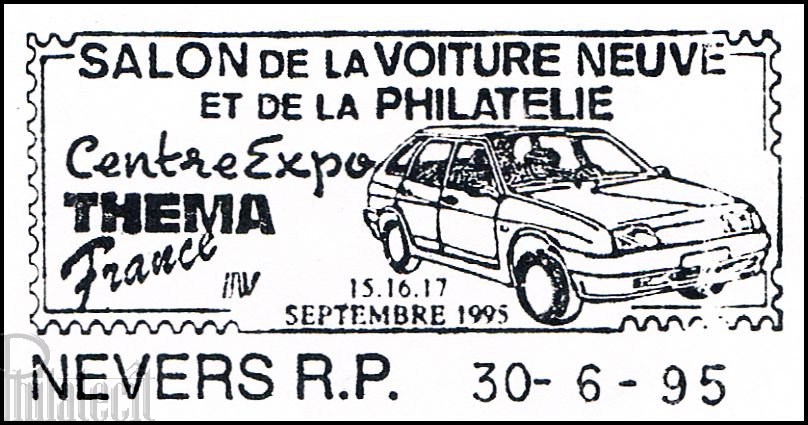 SALON DE LA VOITURE NEUVE
ET DE LA PHILATELIE
Centre Expo
THEMA
France
15.16.17
SEPTEMBRE 1995
NEVERS R.P. 30-6-95
Philatecit